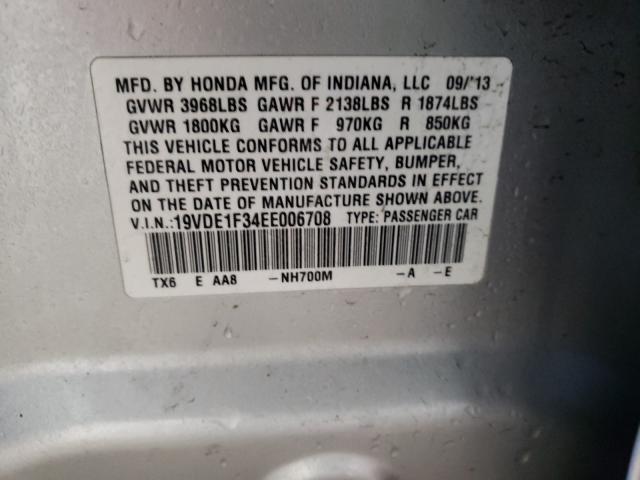 MFD. BY HONDA MFG. OF INDIANA, LLC 09/'13
GVWR 3968LBS GAWR F 2138LBS R 1874LBS
GVWR 1800KG GAWR F 970KG R 850KG
THIS VEHICLE CONFORMS TO ALL APPLICABLE
FEDERAL MOTOR VEHICLE SAFETY, BUMPER,
AND THEFT PREVENTION STANDARDS IN EFFECT
ON THE DATE OF MANUFACTURE SHOWN ABOVE.
V.I.N.:19VDE1F34EE006708 TYPE: PASSENGER CAR
TX6 E AA8 -NH700M -A -E